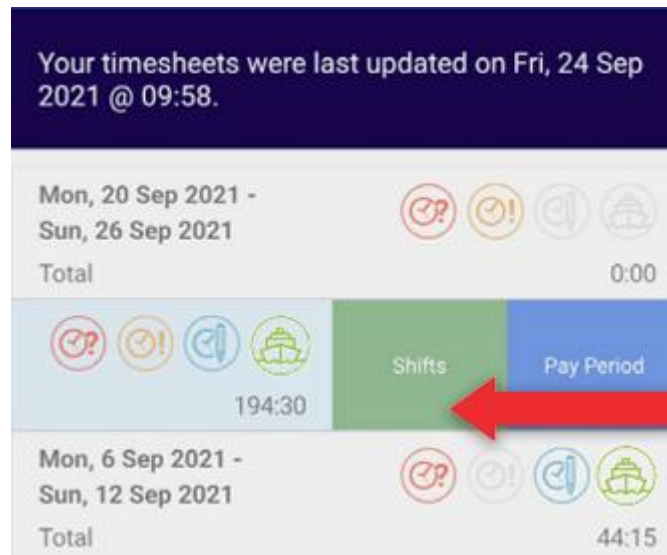 Your timesheets were last updated on Fri, 24 Sep
2021 @ 09:58.
Mon, 20 Sep 2021 -
Sun, 26 Sep 2021
Total
0:00
194:30
Shifts
Pay Period
Mon, 6 Sep 2021 -
Sun, 12 Sep 2021
Total
44:15